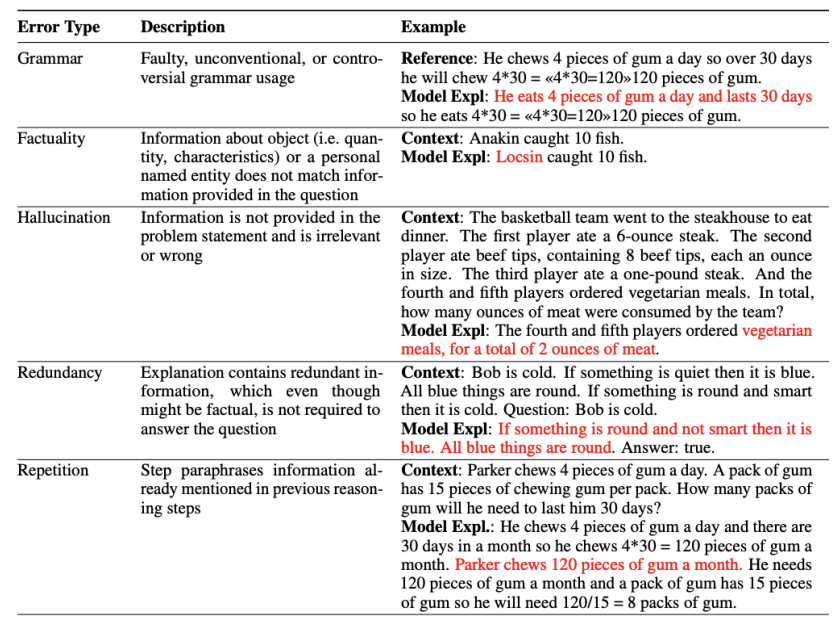 Error Type Description Example
Grammar Faulty, unconventional, or contro- Reference: He chews 4 pieces of gum a day so over 30 days
versial grammar usage he will chew 4*30 = «4*30=120»120 pieces of gum.
Model Expl: He eats 4 pieces of gum a day and lasts 30 days
so he eats 4*30 = «4*30=120»120 pieces of gum.
Factuality Information about object (i.e. quan- Context: Anakin caught 10 fish.
tity, characteristics) or a personal Model Expl: Locsin caught 10 fish.
named entity does not match infor-
mation provided in the question
Hallucination Information is not provided in the Context: The basketball team went to the steakhouse to eat
problem statement and is irrelevant dinner. The first player ate a 6-ounce steak. The second
or wrong player ate beef tips, containing 8 beef tips, each an ounce
in size. The third player ate a one-pound steak. And the
fourth and fifth players ordered vegetarian meals. In total,
how many ounces of meat were consumed by the team?
Model Expl: The fourth and fifth players ordered vegetarian
meals, for a total of 2 ounces of meat.
Redundancy Explanation contains redundant in- Context: Bob is cold. If something is quiet then it is blue.
formation, which even though All blue things are round. If something is round and smart
might be factual, is not required to then it is cold. Question: Bob is cold.
answer the question Model Expl: If something is round and not smart then it is
blue. All blue things are round. Answer: true.
Repetition Step paraphrases information al- Context: Parker chews 4 pieces of gum a day. A pack of gum
ready mentioned in previous reason- has 15 pieces of chewing gum per pack. How many packs of
ing steps gum will he need to last him 30 days?
Model Expl.: He chews 4 pieces of gum a day and there are
30 days in a month so he chews 4*30 = 120 pieces of gum a
month. Parker chews 120 pieces of gum a month. He needs
120 pieces of gum a month and a pack of gum has 15 pieces
of gum so he will need 120/15 = 8 packs of gum.